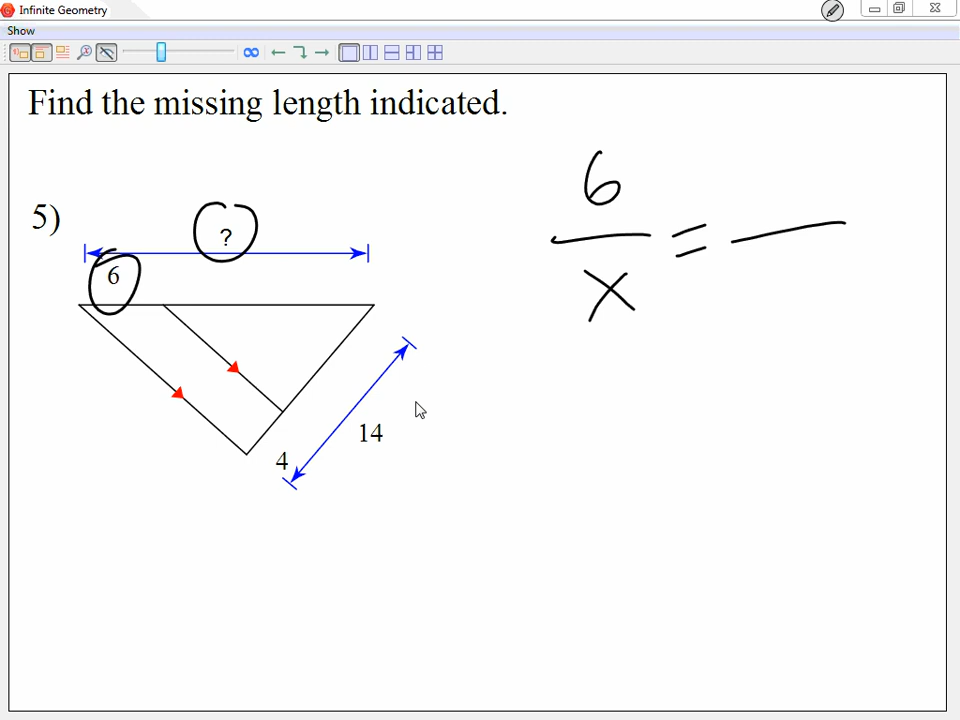 Infinite Geometry
Show
Find the missing length indicated.
5)
?
6
14
4
6
=
x